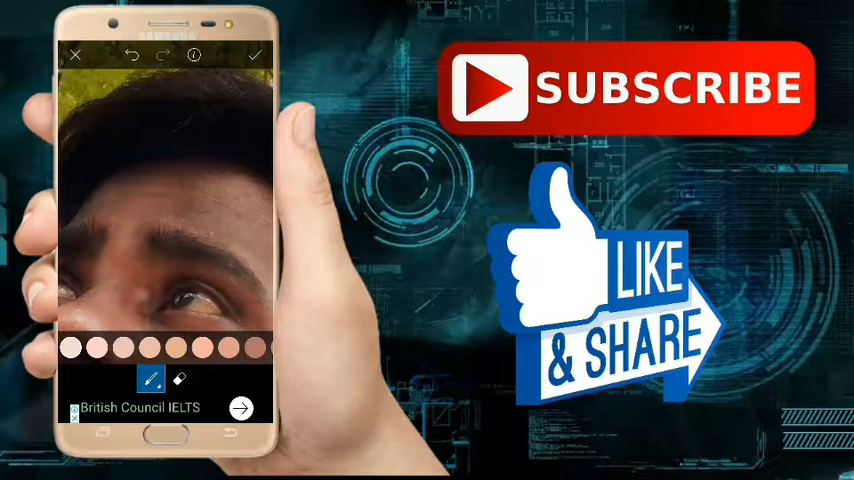 SAMSUNG
British Council IELTS
SUBSCRIBE
LIKE
& SHARE